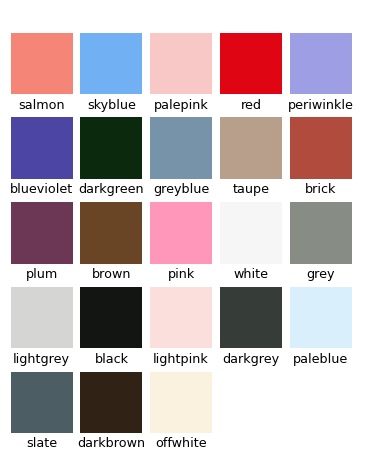 salmon skyblue palepink red periwinkle
blueviolet darkgreen greyblue taupe brick
plum brown pink white grey
lightgrey black lightpink darkgrey paleblue
slate darkbrown offwhite